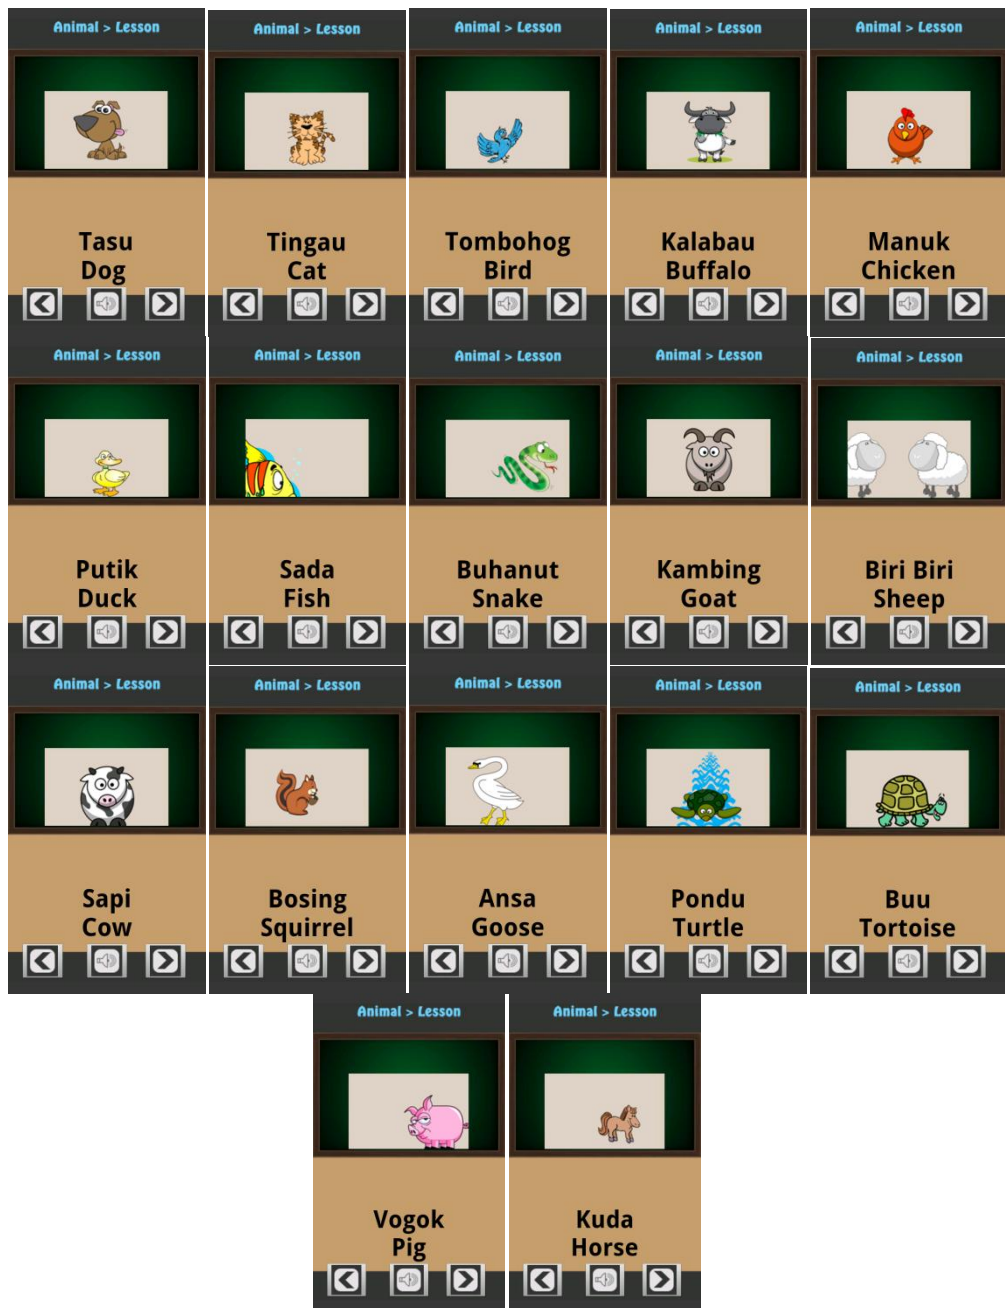 Animal > Lesson
Tasu
Dog
Animal > Lesson
Tingau
Cat
Animal > Lesson
Tombohog
Bird
Animal > Lesson
Kalabau
Buffalo
Animal > Lesson
Manuk
Chicken
Animal > Lesson
Putik
Duck
Animal > Lesson
Sada
Fish
Animal > Lesson
Buhanut
Snake
Animal > Lesson
Kambing
Goat
Animal > Lesson
Biri Biri
Sheep
Animal > Lesson
Sapi
Cow
Animal > Lesson
Bosing
Squirrel
Animal > Lesson
Ansa
Goose
Animal > Lesson
Pondu
Turtle
Animal > Lesson
Buu
Tortoise
Animal > Lesson
Vogok
Pig
Animal > Lesson
Kuda
Horse